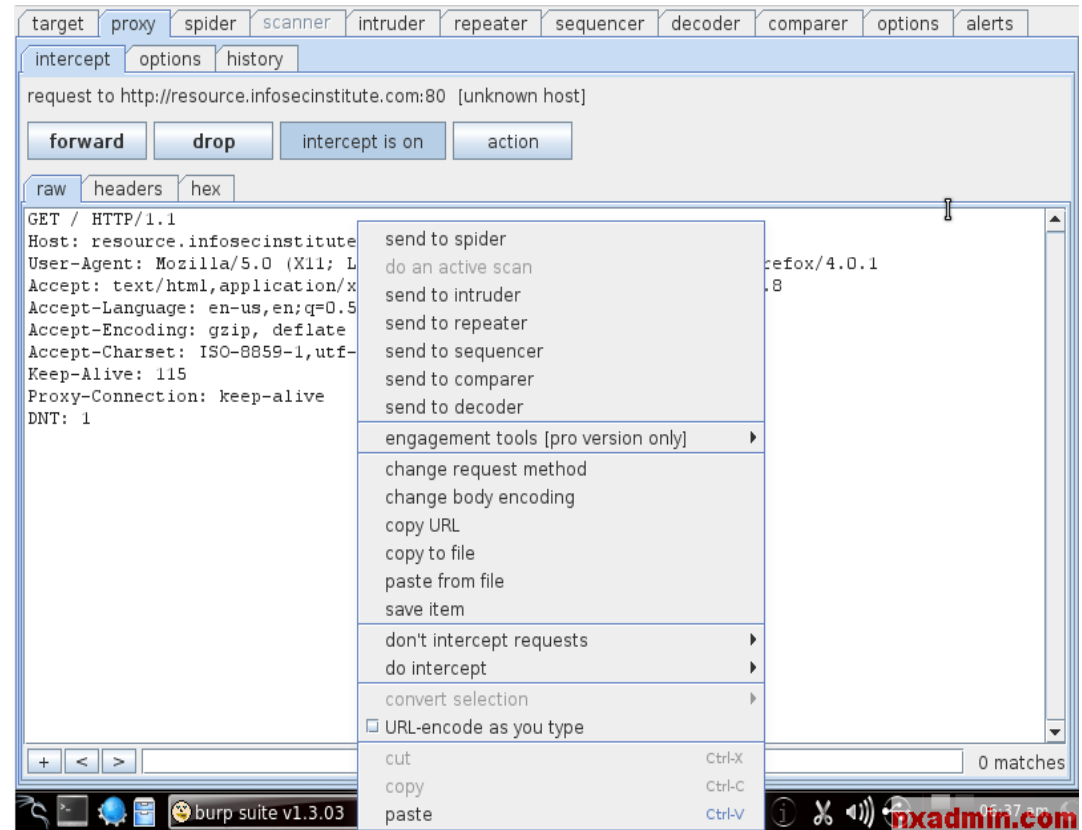 target proxy spider scanner intruder repeater sequencer decoder comparer options alerts
intercept options history
request to http://resource.infosecinstitute.com:80 [unknown host]
forward drop intercept is on action
raw headers hex
GET / HTTP/1.1
Host: resource.infosecinstitute
User-Agent: Mozilla/5.0 (X11; L
refox/4.0.1
Accept: text/html,application/x
.8
Accept-Language: en-us,en;q=0.5
Accept-Encoding: gzip, deflate
Accept-Charset: ISO-8859-1,utf-
Keep-Alive: 115
Proxy-Connection: keep-alive
DNT: 1
send to spider
do an active scan
send to intruder
send to repeater
send to sequencer
send to comparer
send to decoder
engagement tools [pro version only]
change request method
change body encoding
copy URL
copy to file
paste from file
save item
don't intercept requests
do intercept
convert selection
URL-encode as you type
cut Ctrl-X
copy Ctrl-C
paste Ctrl-V
+ < > 0 matches
burp suite v1.3.03
06:37 am
nxadmin.com